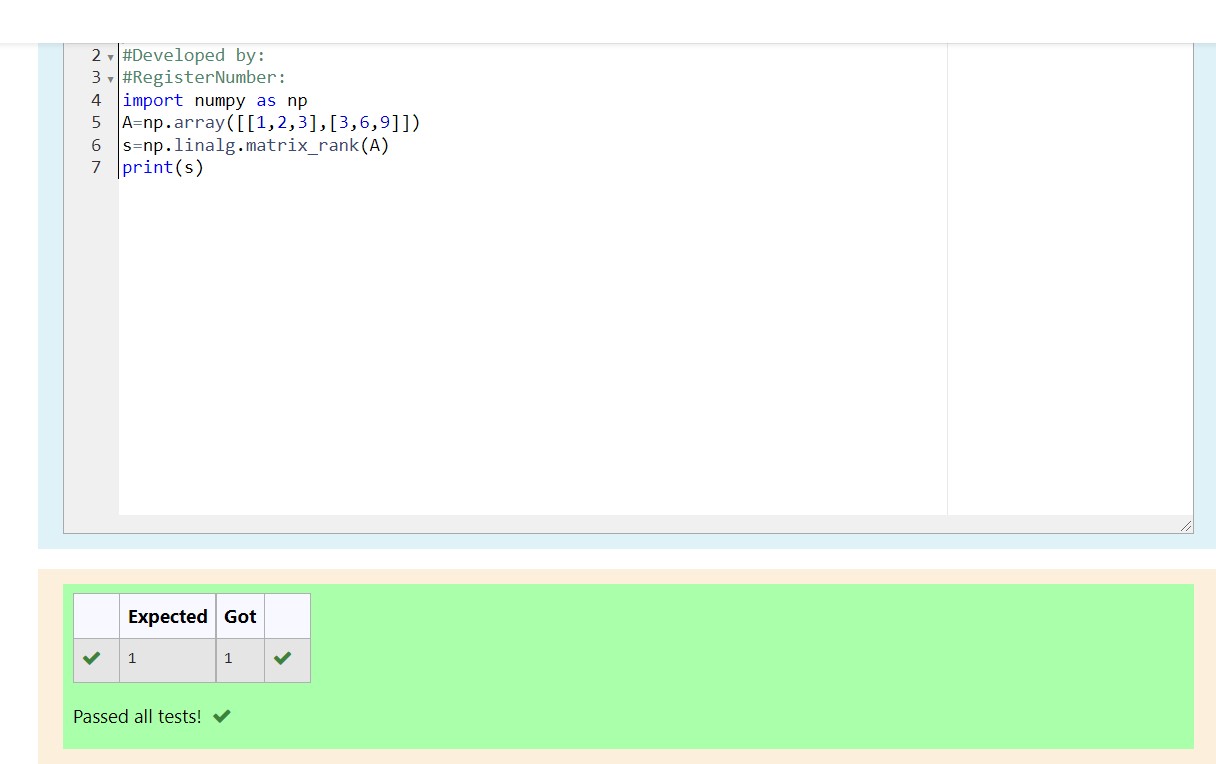 2 #Developed by:
3 #RegisterNumber:
4 import numpy as np
5 A=np.array([[1,2,3],[3,6,9]])
6 s=np.linalg.matrix_rank(A)
7 print(s)
Expected Got
1 1
Passed all tests!